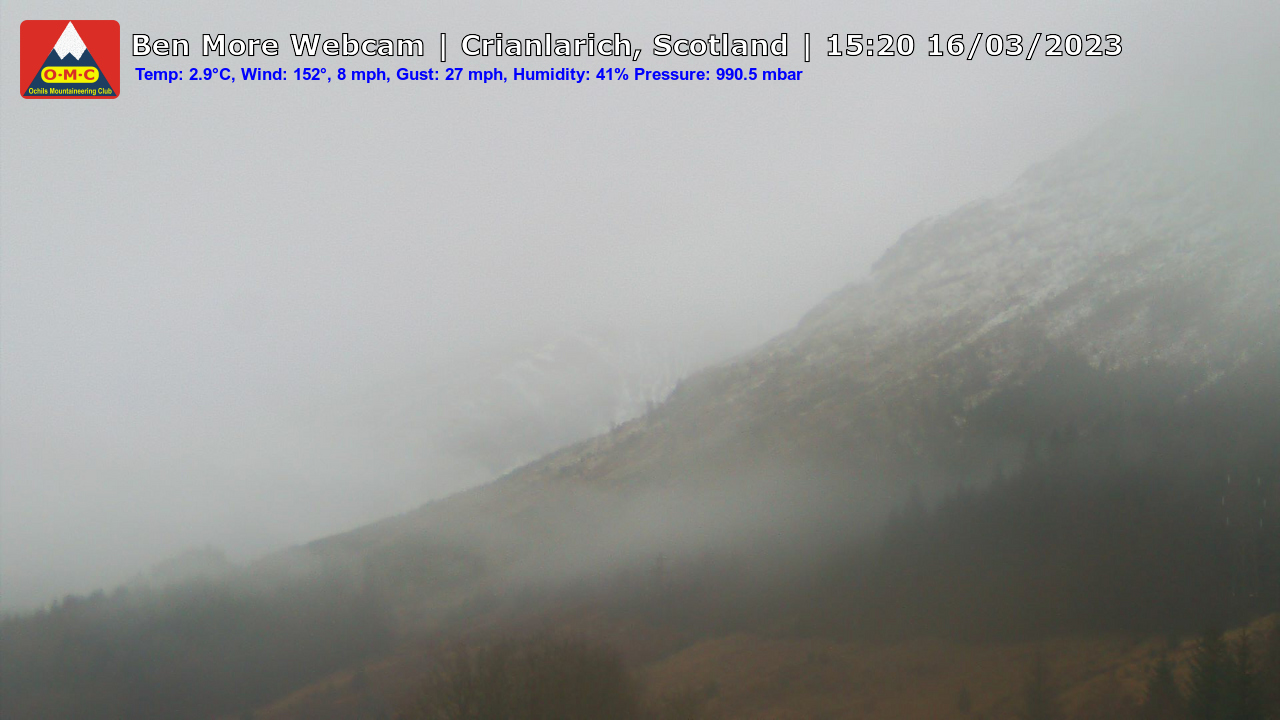 Ben More Webcam | Crianlarich, Scotland | 15:20 16/03/2023
Temp: 2.9°C, Wind: 152°, 8 mph, Gust: 27 mph, Humidity: 41% Pressure: 990.5 mbar
O·M·C
Ochils Mountaineering Club